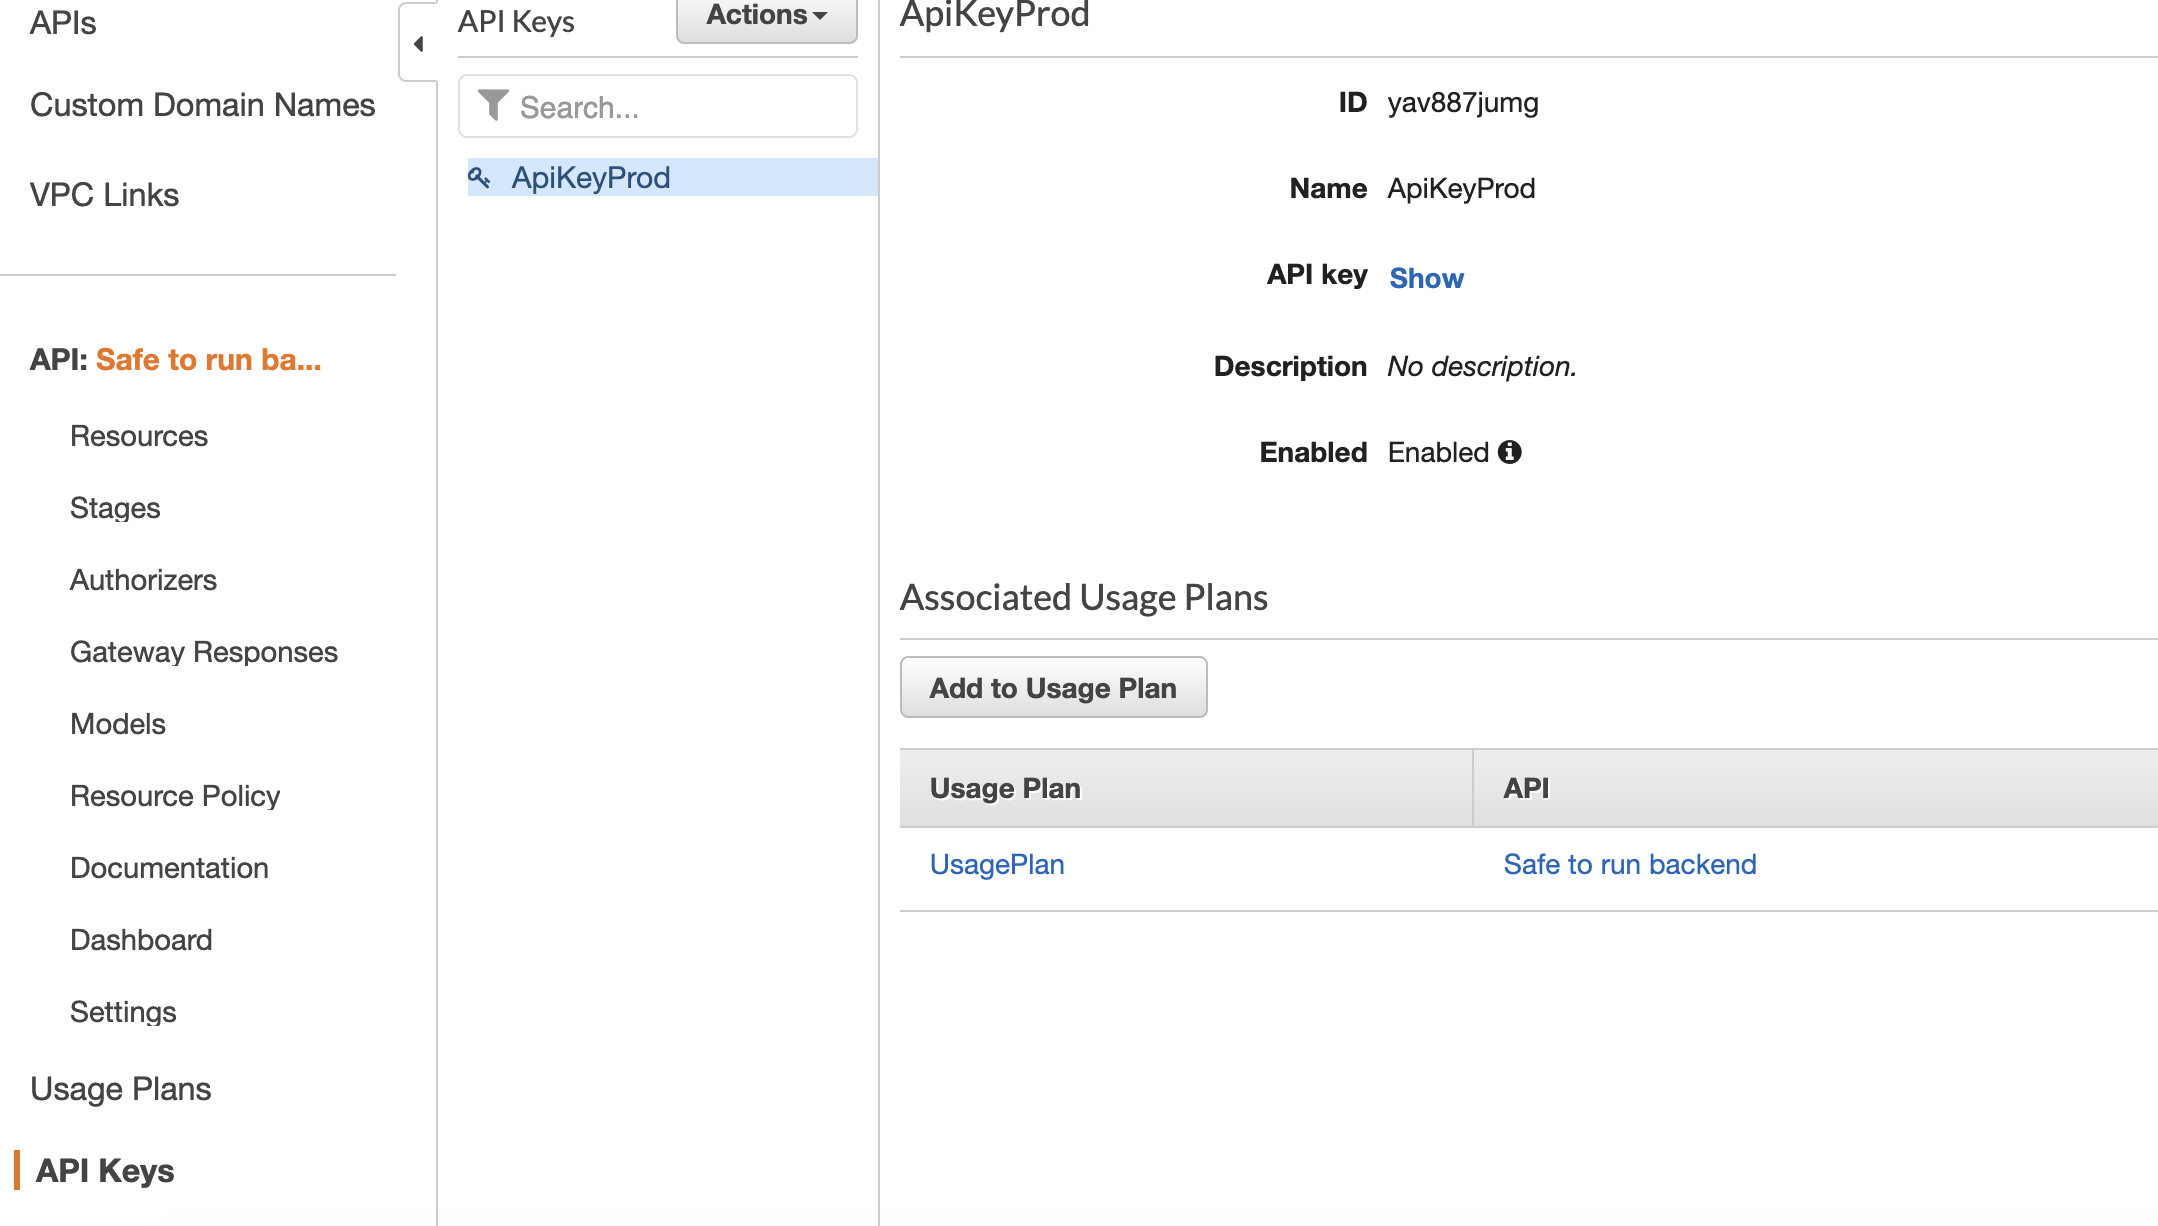 APIs
Custom Domain Names
VPC Links
API: Safe to run ba...
Resources
Stages
Authorizers
Gateway Responses
Models
Resource Policy
Documentation
Dashboard
Settings
Usage Plans
API Keys
API Keys
Actions
Search...
ApiKeyProd
ApiKeyProd
ID yav887jumg
Name ApiKeyProd
API key Show
Description No description.
Enabled Enabled
Associated Usage Plans
Add to Usage Plan
Usage Plan API
UsagePlan Safe to run backend